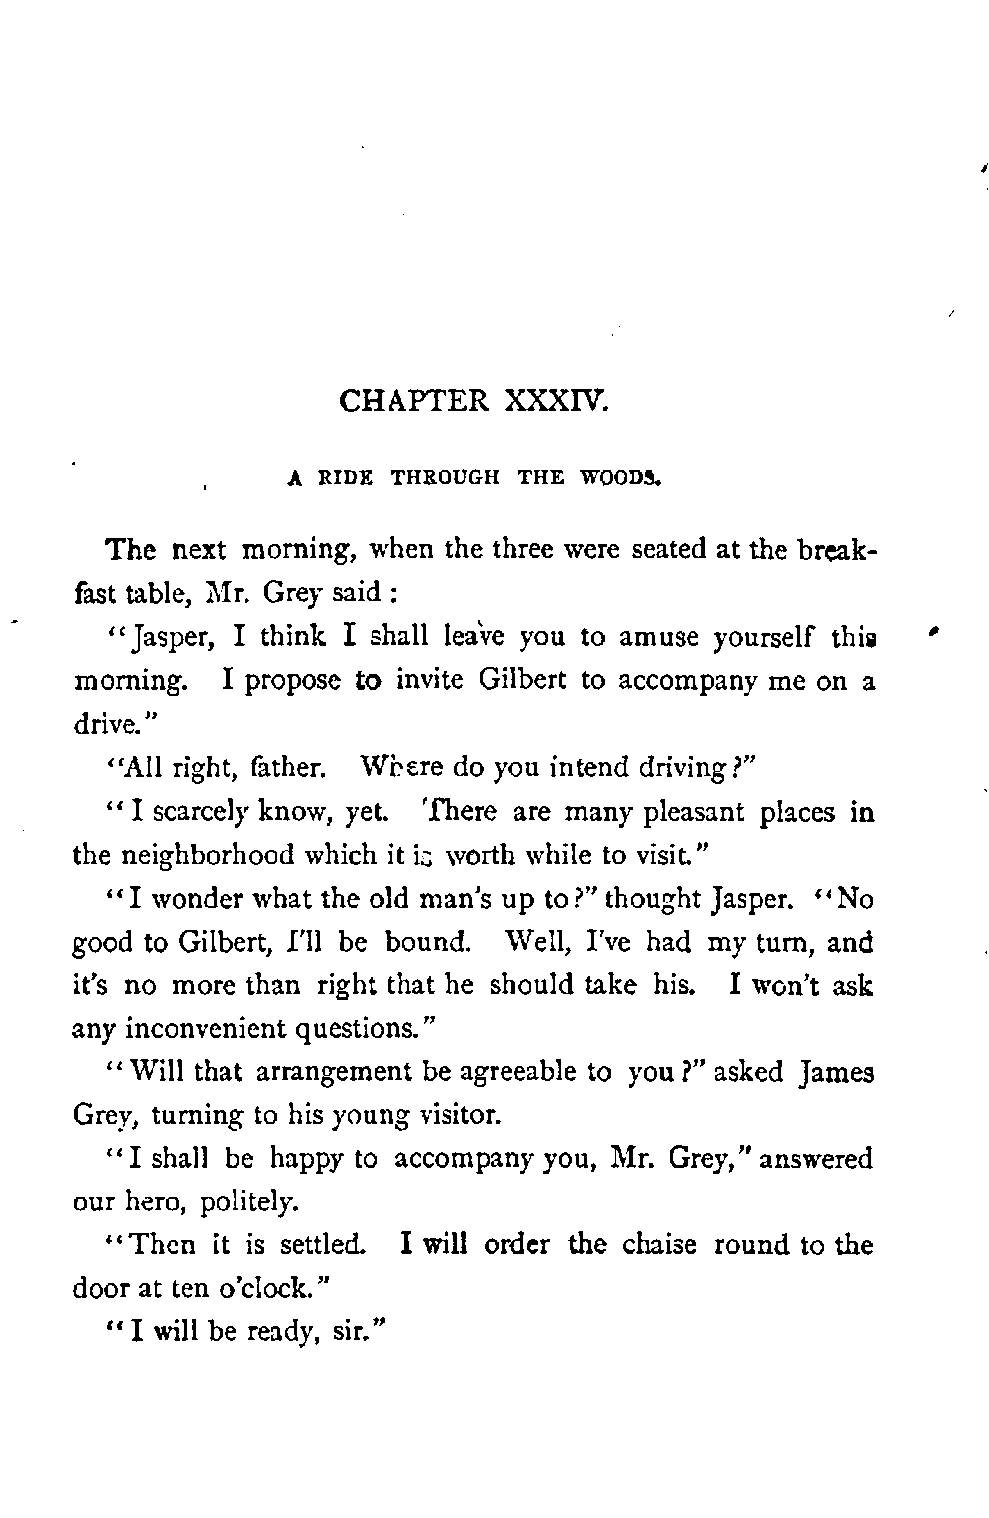 CHAPTER XXXIV.
A RIDE THROUGH THE WOODS.
The next morning, when the three were seated at the break-
fast table, Mr. Grey said :
"Jasper, I think I shall leave you to amuse yourself this
morning. I propose to invite Gilbert to accompany me on a
drive."
"All right, father. Where do you intend driving?"
"I scarcely know, yet. There are many pleasant places in
the neighborhood which it is worth while to visit."
"I wonder what the old man's up to?" thought Jasper. "No
good to Gilbert, I'll be bound. Well, I've had my turn, and
it's no more than right that he should take his. I won't ask
any inconvenient questions."
"Will that arrangement be agreeable to you?" asked James
Grey, turning to his young visitor.
"I shall be happy to accompany you, Mr. Grey," answered
our hero, politely.
"Then it is settled. I will order the chaise round to the
door at ten o'clock."
"I will be ready, sir."